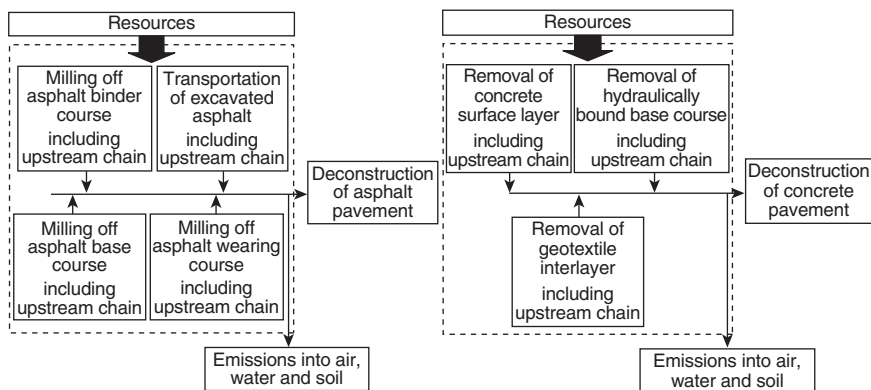 Resources
Milling off
asphalt binder
course
including
upstream chain
Transportation
of excavated
asphalt
including
upstream chain
Milling off
asphalt base
course
including
upstream chain
Milling off
asphalt wearing
course
including
upstream chain
Deconstruction
of asphalt
pavement
Emissions into air,
water and soil
Resources
Removal of
concrete
surface layer
including
upstream chain
Removal of
hydraulically
bound base course
including
upstream chain
Removal of
geotextile
interlayer
including
upstream chain
Deconstruction
of concrete
pavement
Emissions into air,
water and soil